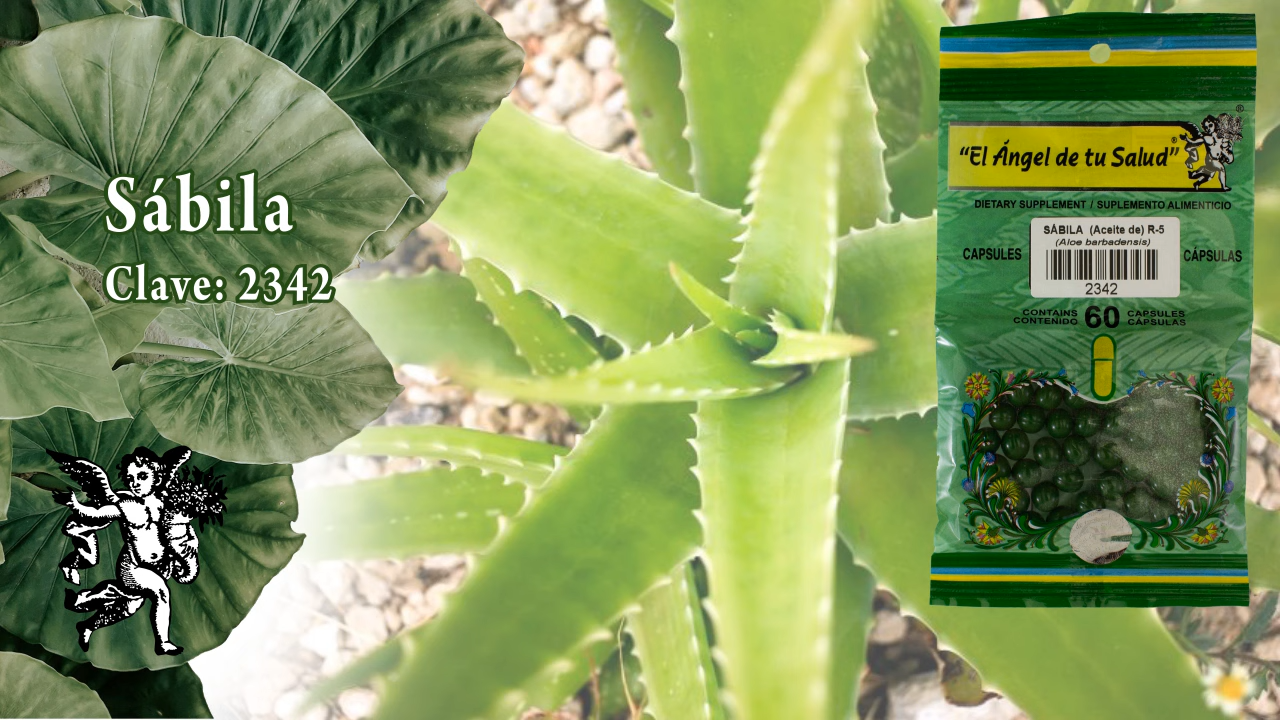 Sábila
Clave: 2342
®
“El Ángel de tu Salud”®
DIETARY SUPPLEMENT / SUPLEMENTO ALIMENTICIO
CAPSULES
SÁBILA (Aceite de) R-5
(Aloe barbadensis)
2342
CÁPSULAS
CONTAINS
CONTENIDO
60
CAPSULES
CÁPSULAS